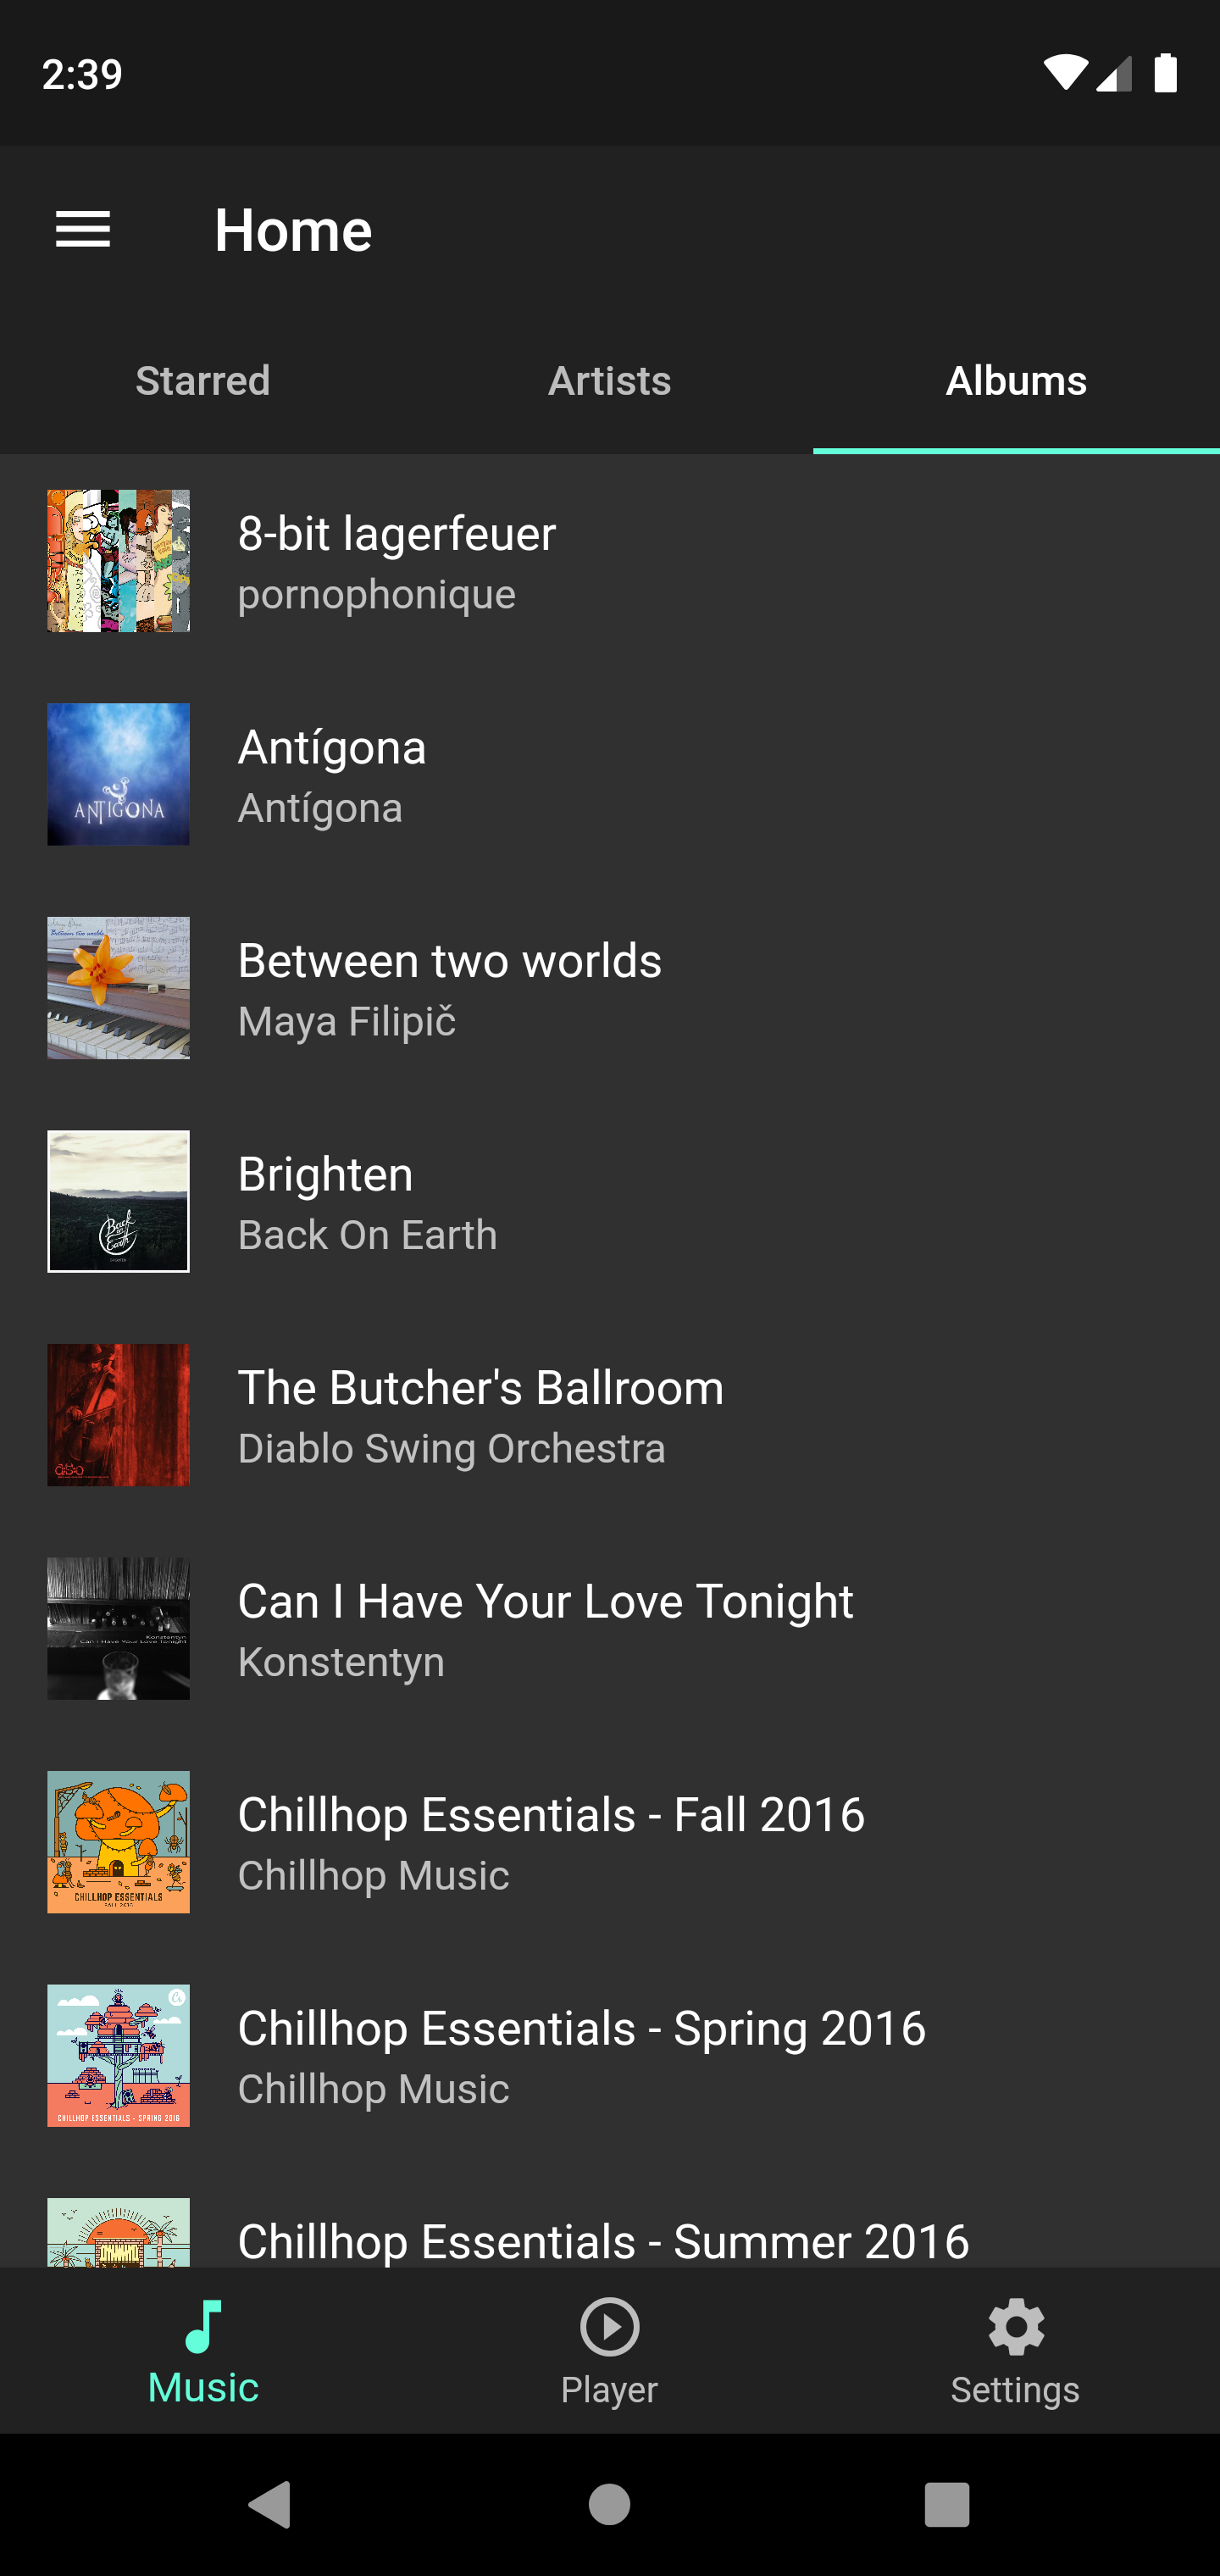 2:39
Home
Starred
Artists
Albums
8-bit lagerfeuer
pornophonique
ANTIGONA
Antígona
Antígona
Between two worlds
Between two worlds
Maya Filipič
Back
on
Earth
Brighten
Back On Earth
The Butcher's Ballroom
Diablo Swing Orchestra
Konstentyn
Can I Have Your Love Tonight
Can I Have Your Love Tonight
Konstentyn
CHILLHOP ESSENTIALS
FALL 2016
Chillhop Essentials - Fall 2016
Chillhop Music
CHILLHOP ESSENTIALS - SPRING 2016
Chillhop Essentials - Spring 2016
Chillhop Music
Chillhop Essentials - Summer 2016
Music
Player
Settings